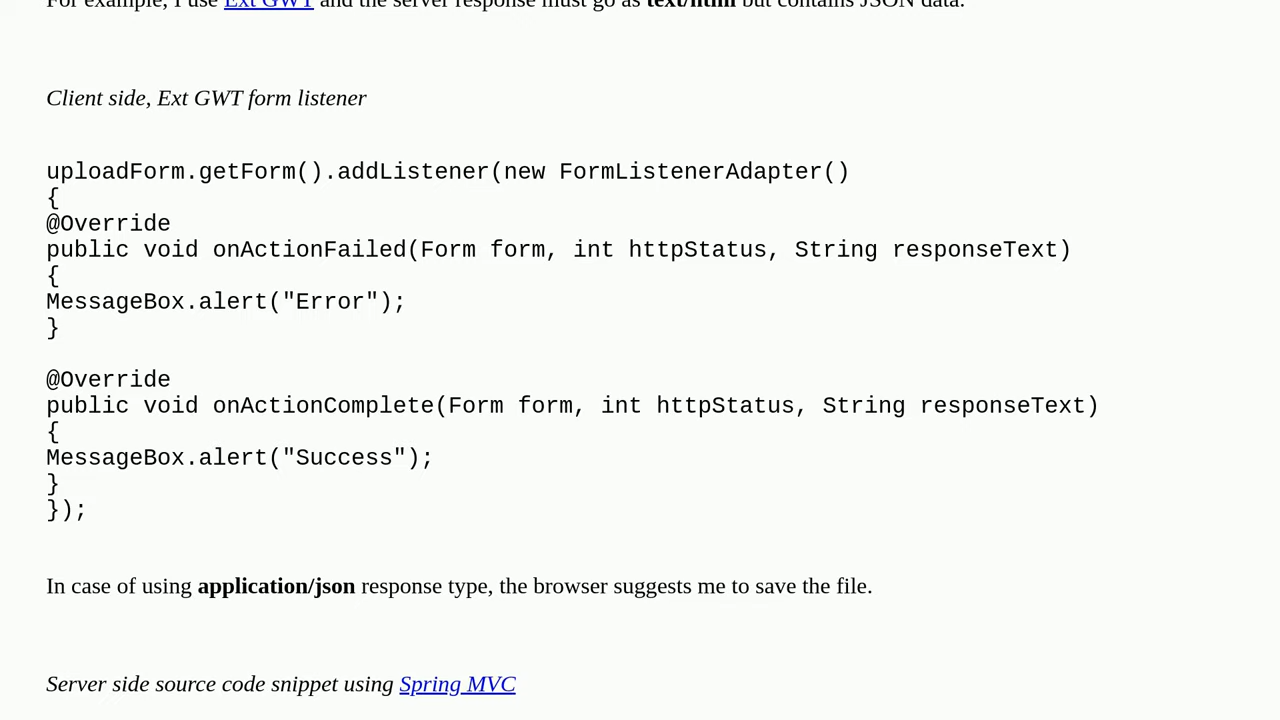 For example, I use Ext GWT and the server response must go as text/html but contains JSON data.
Client side, Ext GWT form listener
uploadForm.getForm().addListener(new FormListenerAdapter()
{
@Override
public void onActionFailed(Form form, int httpStatus, String responseText)
{
MessageBox.alert("Error");
}
@Override
public void onActionComplete(Form form, int httpStatus, String responseText)
{
MessageBox.alert("Success");
}
});
In case of using application/json response type, the browser suggests me to save the file.
Server side source code snippet using Spring MVC